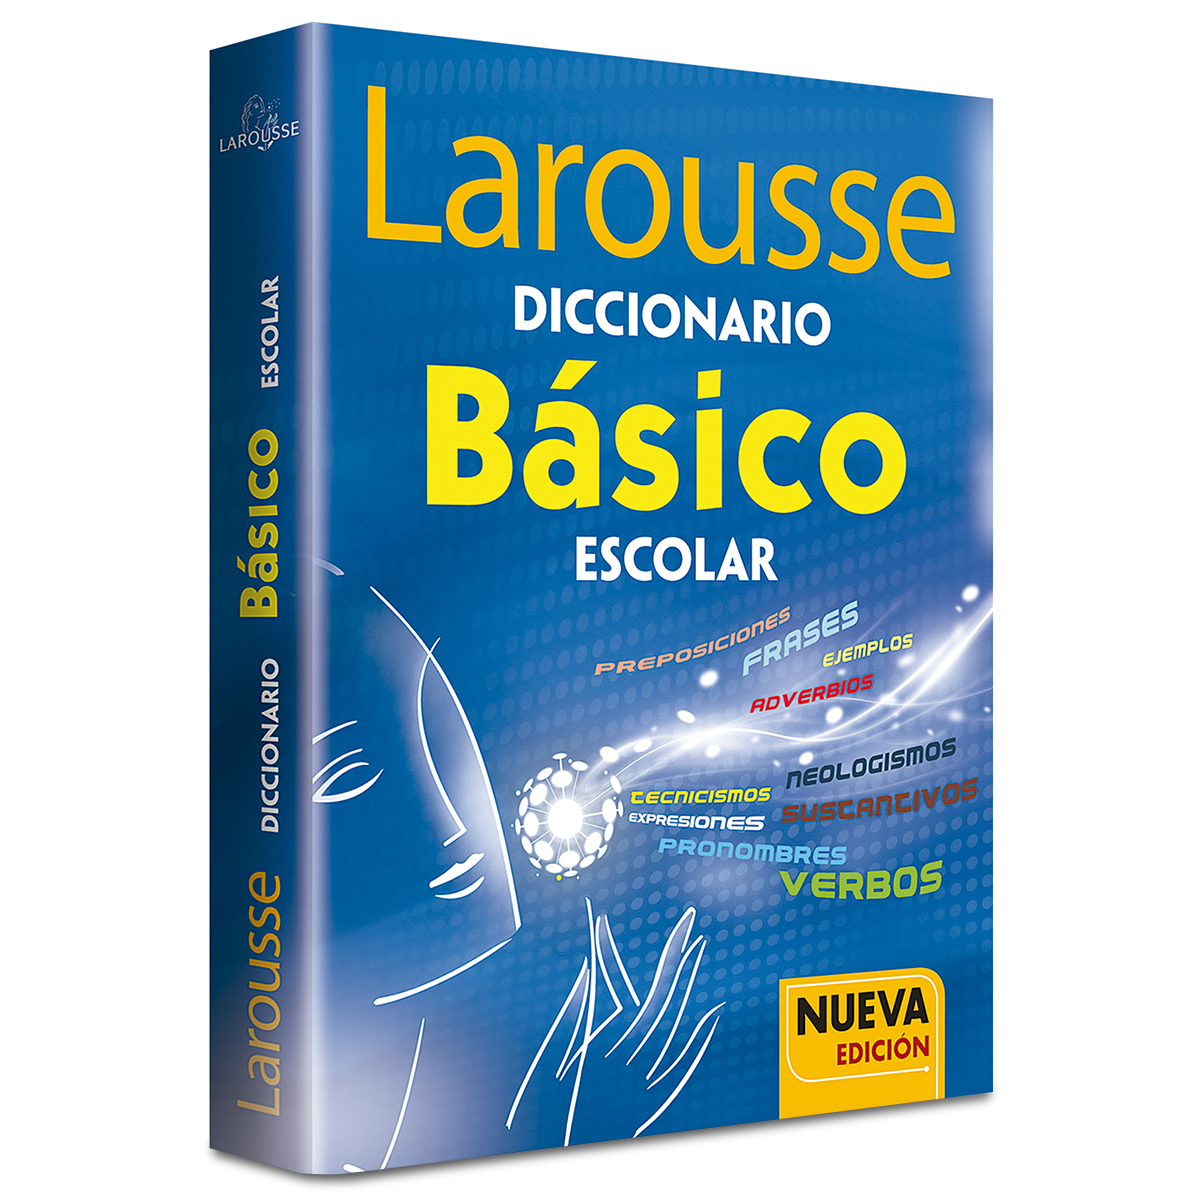 LAROUSSE
Larousse DICCIONARIO Básico ESCOLAR
Larousse
DICCIONARIO
Básico
ESCOLAR
PREPOSICIONES
FRASES
EJEMPLOS
ADVERBIOS
NEOLOGISMOS
TECNICISMOS
SUSTANTIVOS
EXPRESIONES
PRONOMBRES
VERBOS
NUEVA
EDICIÓN